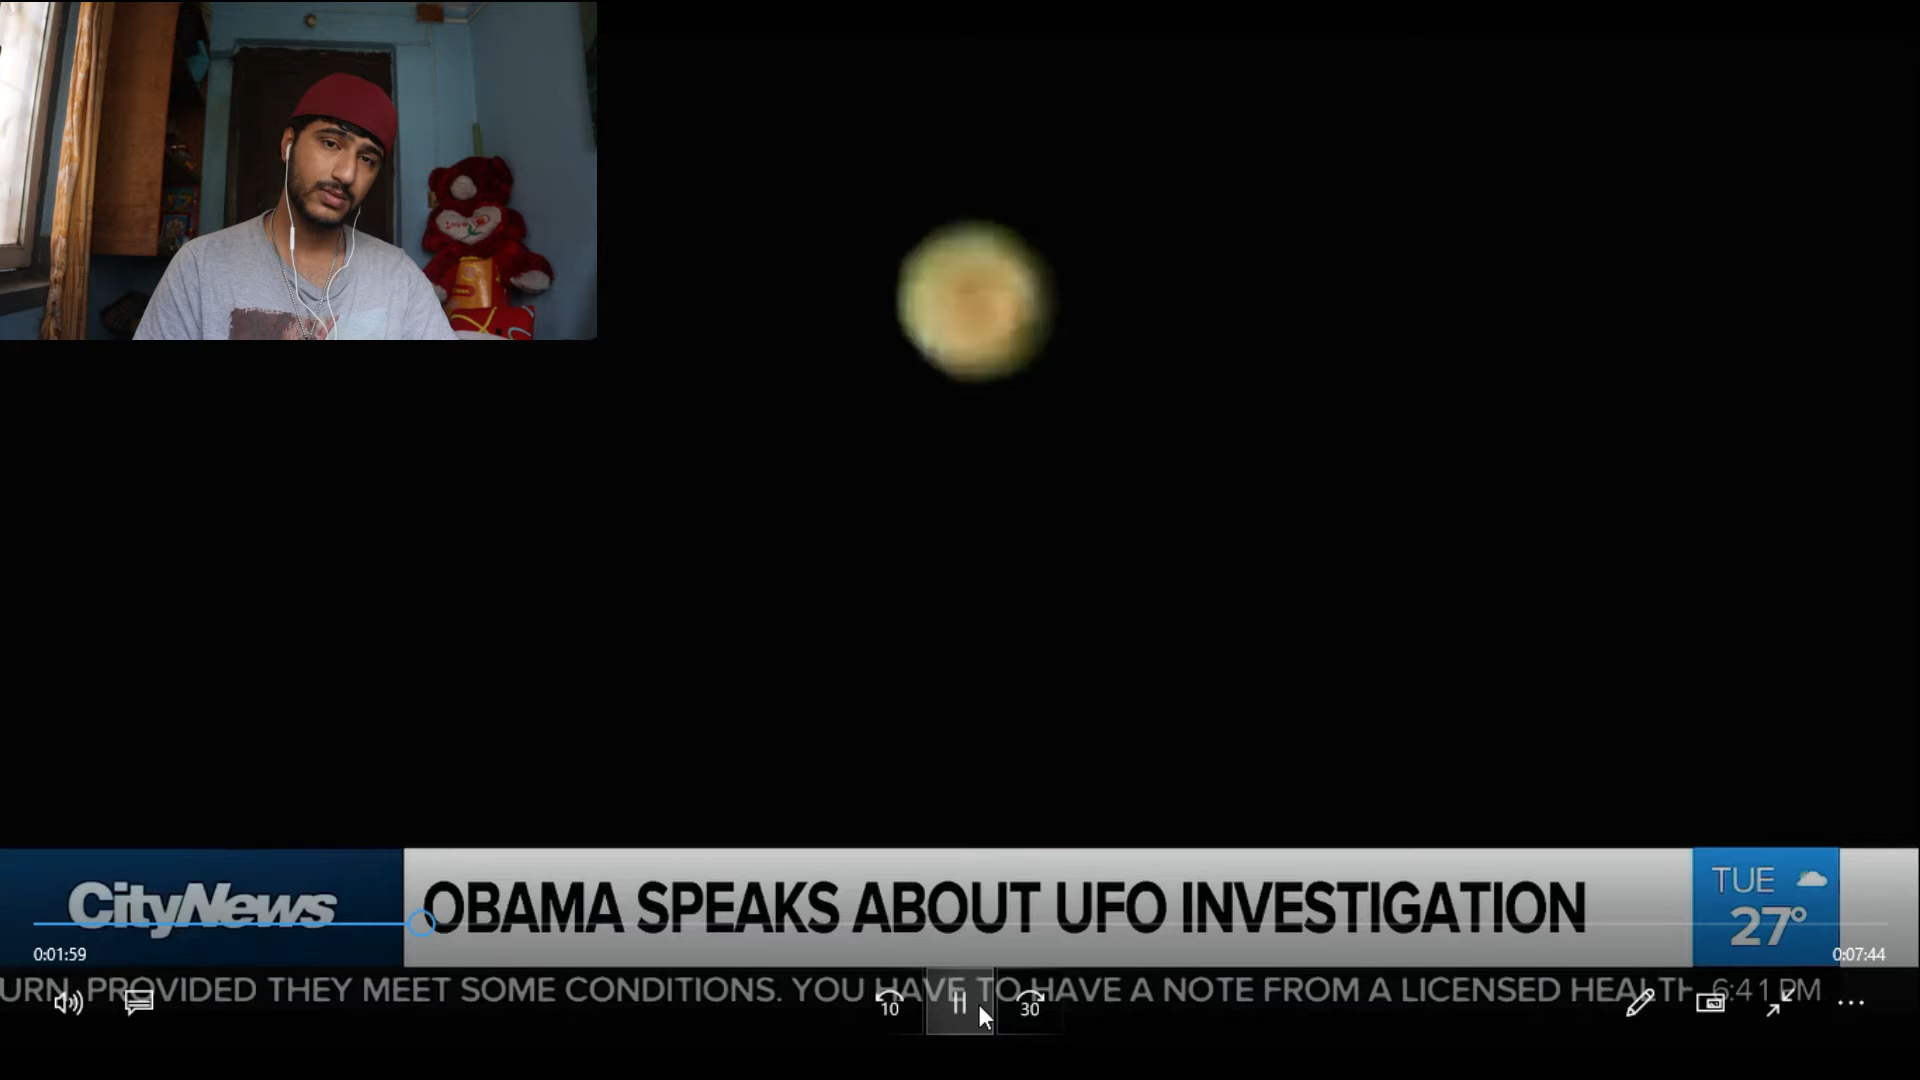 CityNews
OBAMA SPEAKS ABOUT UFO INVESTIGATION
TUE
27°
0:01:59
0:07:44
URN, PROVIDED THEY MEET SOME CONDITIONS. YOU HAVE TO HAVE A NOTE FROM A LICENSED HEALTH
6:41 PM
10
30